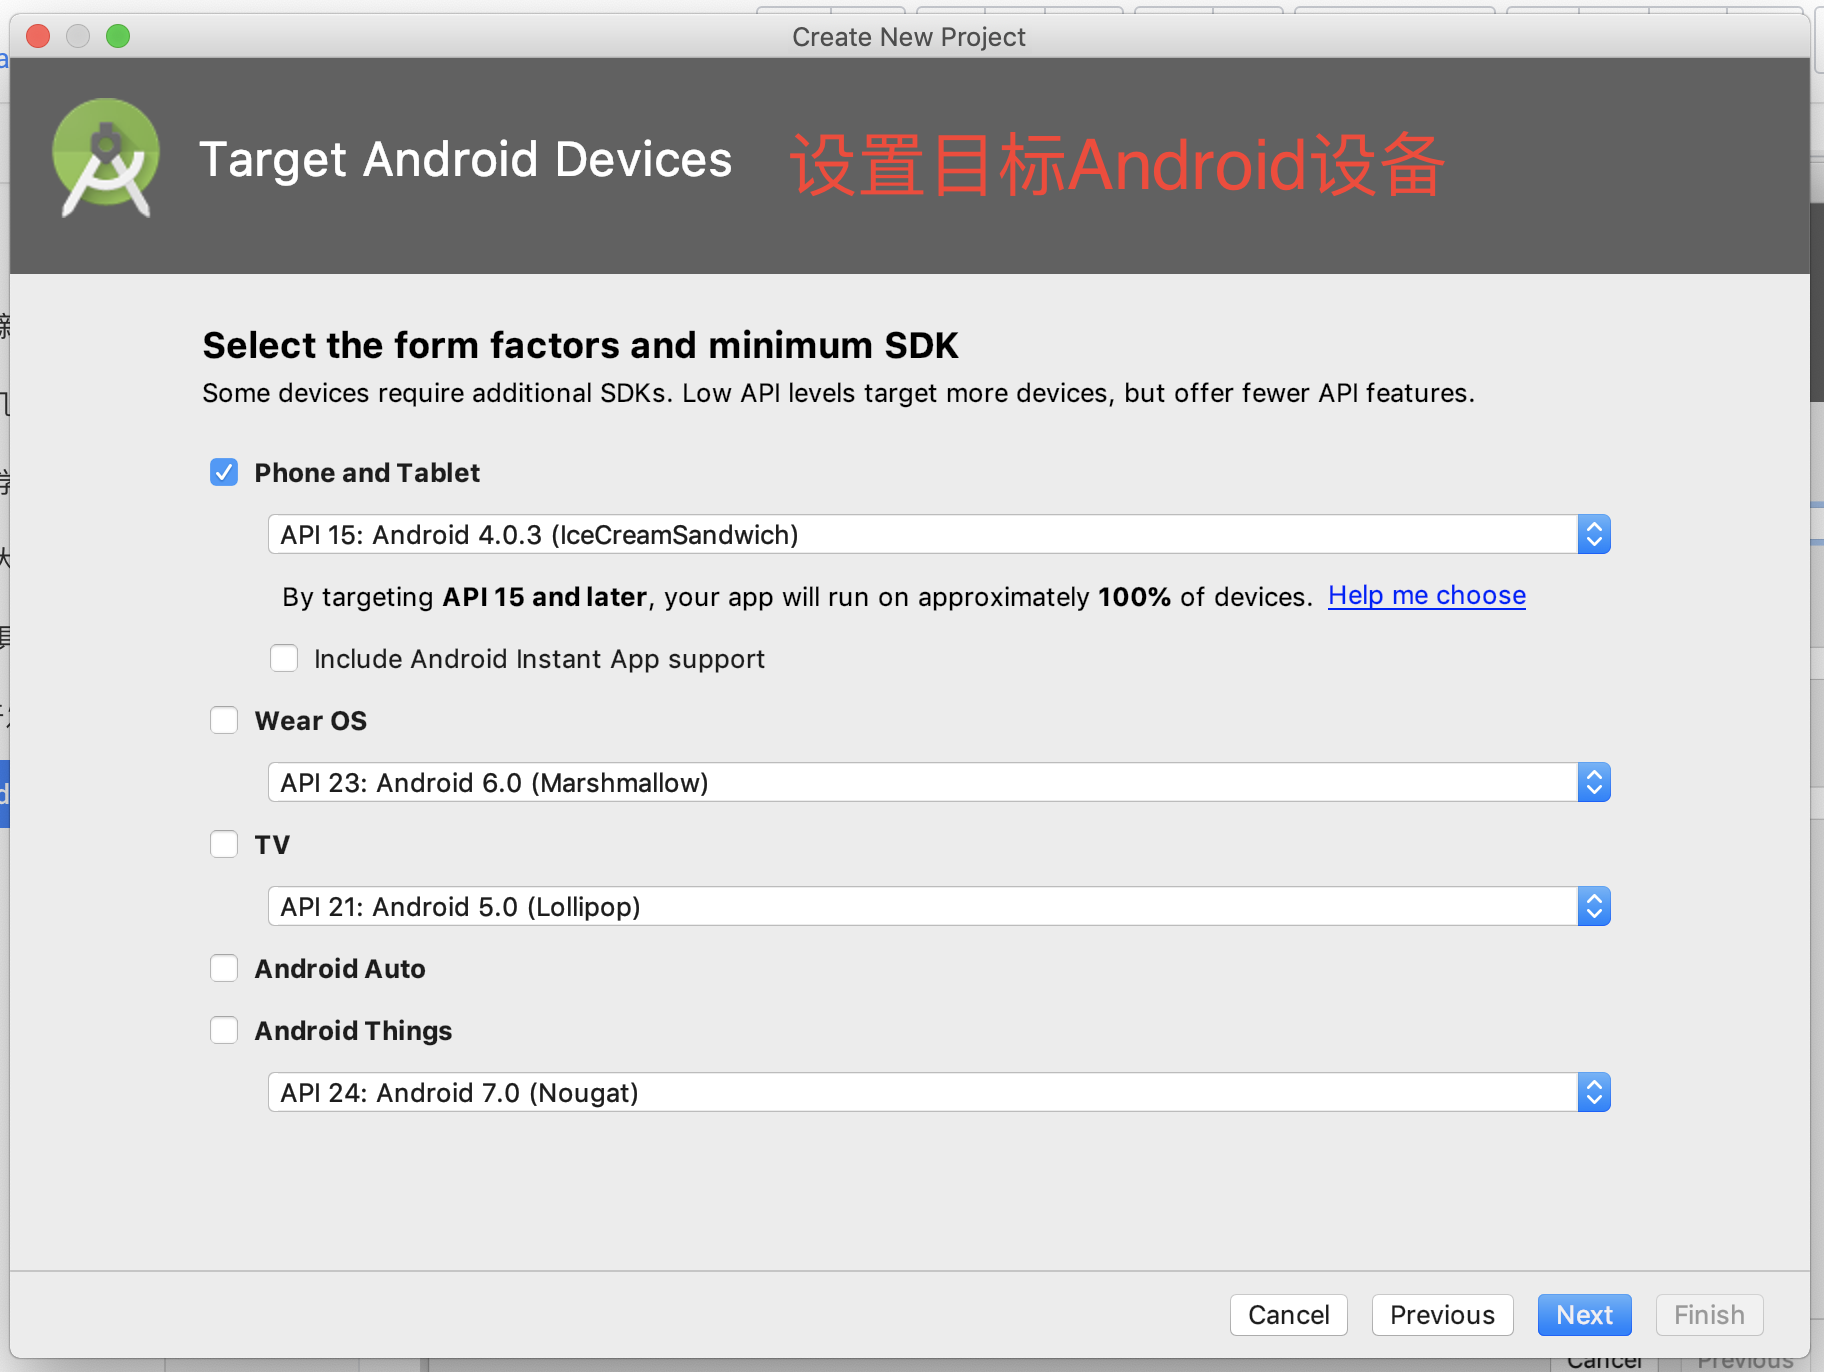 Create New Project
Target Android Devices 设置目标Android设备
Select the form factors and minimum SDK
Some devices require additional SDKs. Low API levels target more devices, but offer fewer API features.
Phone and Tablet
API 15: Android 4.0.3 (IceCreamSandwich)
By targeting API 15 and later, your app will run on approximately 100% of devices. Help me choose
Include Android Instant App support
Wear OS
API 23: Android 6.0 (Marshmallow)
TV
API 21: Android 5.0 (Lollipop)
Android Auto
Android Things
API 24: Android 7.0 (Nougat)
Cancel Previous Next Finish
Cancel Previous